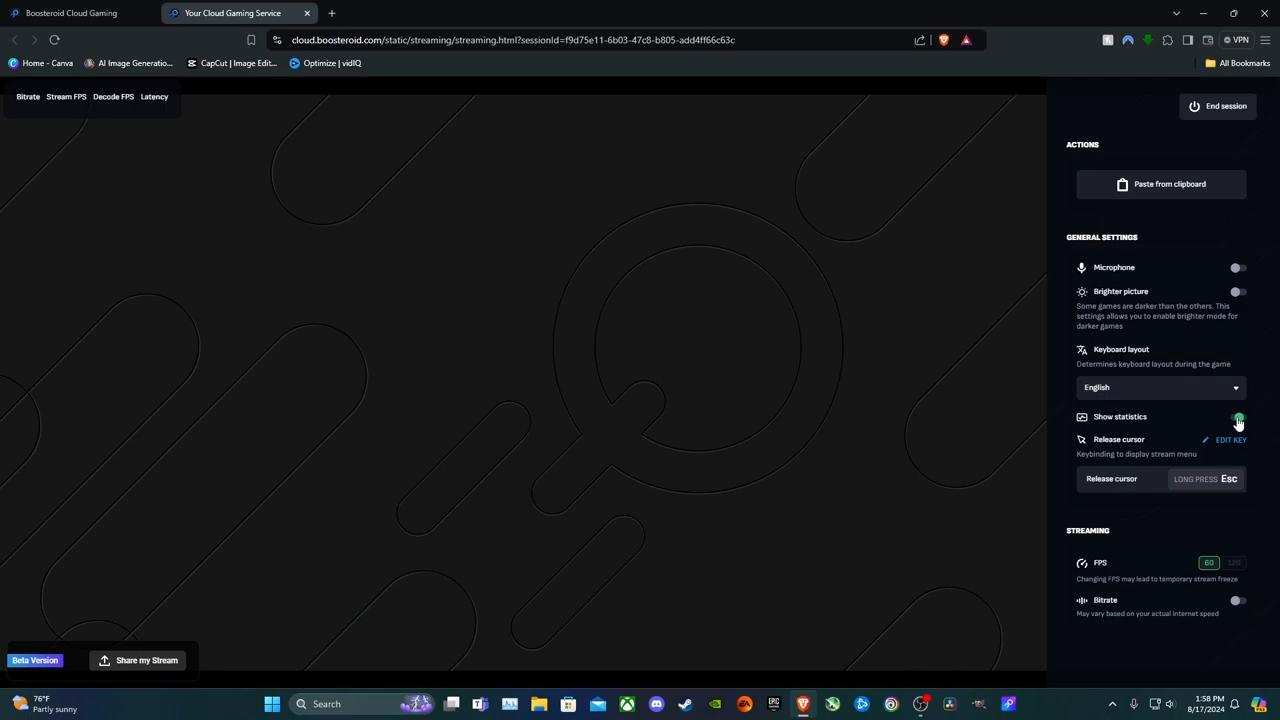 Boosteroid Cloud Gaming
Your Cloud Gaming Service
cloud.boosteroid.com/static/streaming/streaming.html?sessionId=f9d75e11-6b03-47c8-b805-add4ff66c63c
VPN
Home - Canva
AI Image Generatio...
CapCut | Image Edit...
Optimize | vidIQ
All Bookmarks
Bitrate Stream FPS Decode FPS Latency
End session
ACTIONS
Paste from clipboard
GENERAL SETTINGS
Microphone
Brighter picture
Some games are darker than the others. This
settings allows you to enable brighter mode for
darker games
Keyboard layout
Determines keyboard layout during the game
English
Show statistics
Release cursor
EDIT KEY
Keybinding to display stream menu
Release cursor
LONG PRESS Esc
STREAMING
FPS
60
120
Changing FPS may lead to temporary stream freeze
Bitrate
May vary based on your actual internet speed
Beta Version
Share my Stream
76°F
Partly sunny
Search
1:58 PM
8/17/2024